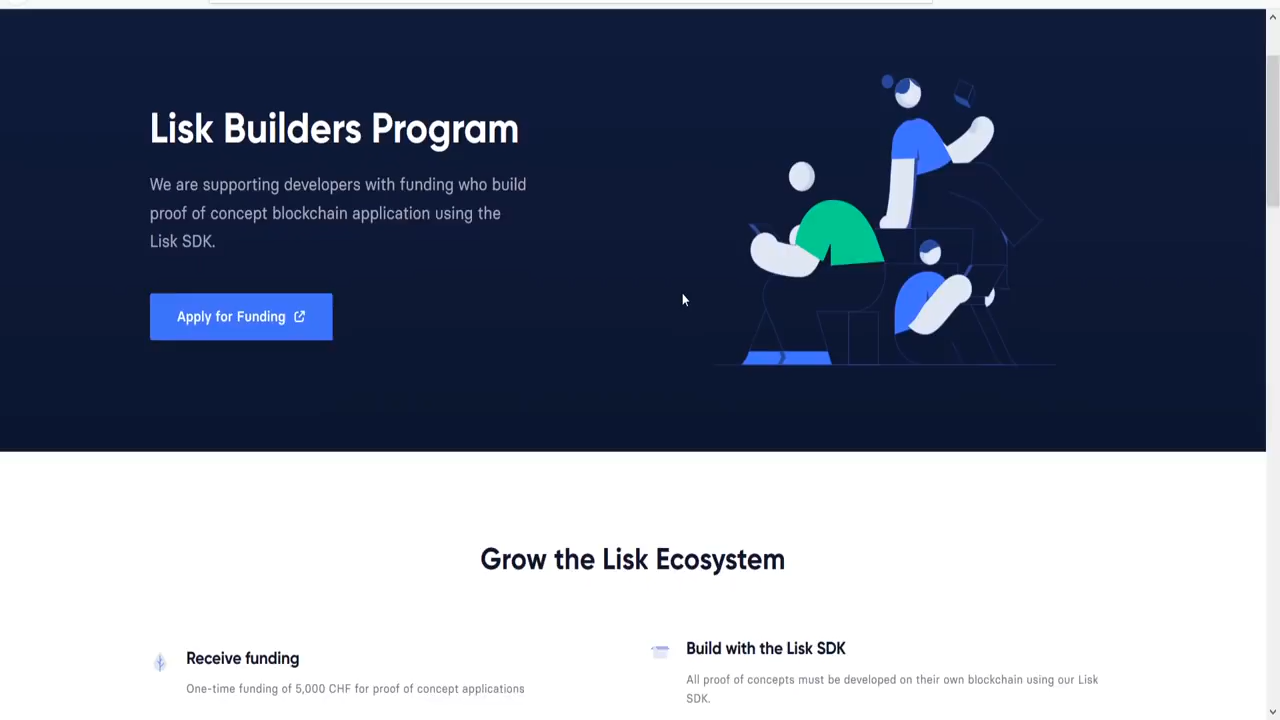 Lisk Builders Program
We are supporting developers with funding who build
proof of concept blockchain application using the
Lisk SDK.
Apply for Funding
Grow the Lisk Ecosystem
Receive funding
One-time funding of 5,000 CHF for proof of concept applications
Build with the Lisk SDK
All proof of concepts must be developed on their own blockchain using our Lisk
SDK.